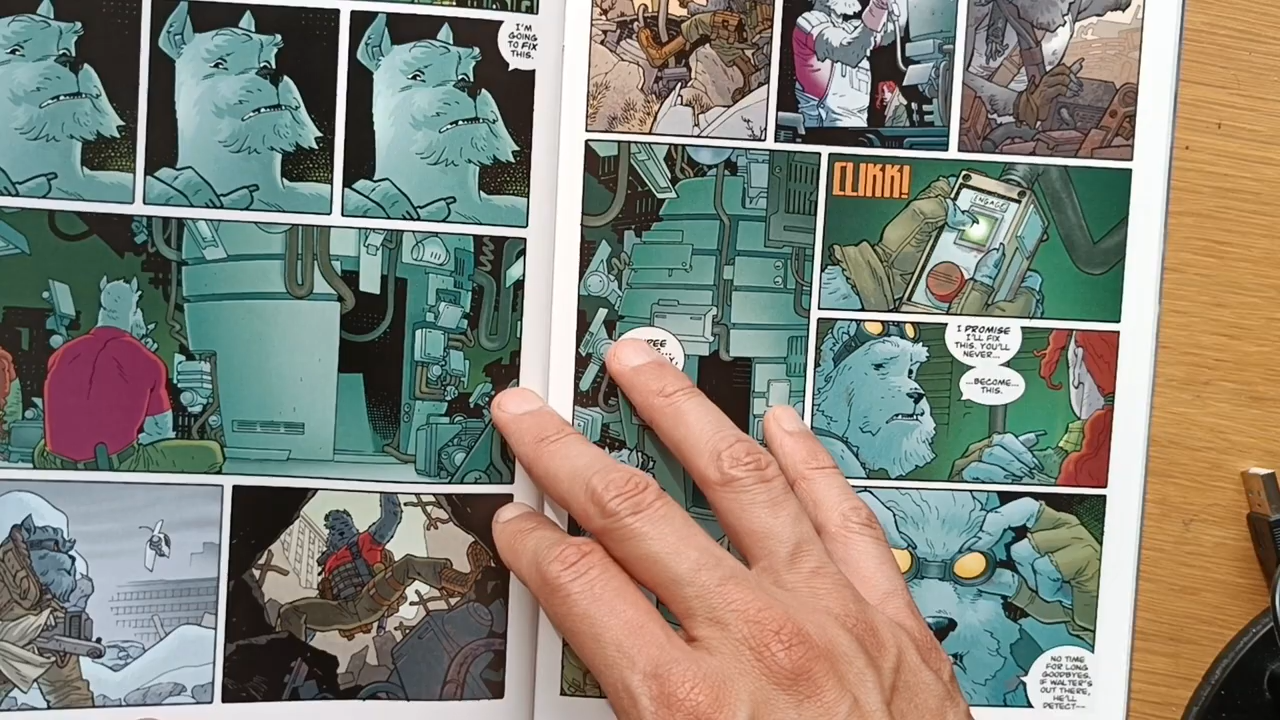 I'M
GOING
TO FIX
THIS.
CLIKK!
ENGAGE
I PROMISE
I'LL FIX
THIS. YOU'LL
NEVER...
...BECOME...
THIS.
NO TIME
FOR LONG
GOODBYES.
IF WALTER'S
OUT THERE,
HE'LL
DETECT--